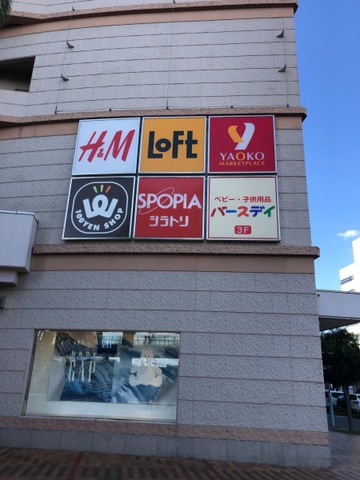 H&M
LOFT
YAOKO
MARKETPLACE
100YEN SHOP
SPOPIA
シラトリ
ベビー・子供用品
バースデイ
3F